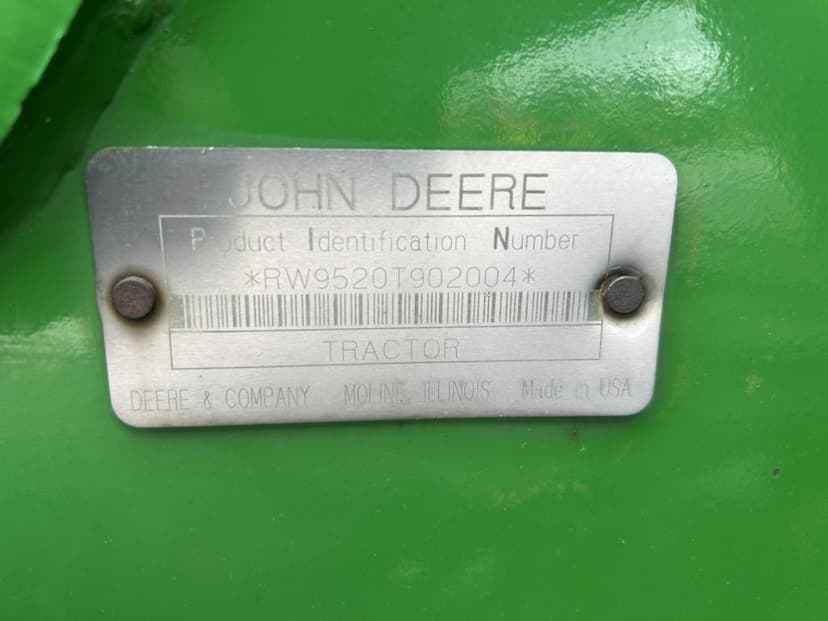 JOHN DEERE
Product Identification Number
*RW9520T902004*
TRACTOR
DEERE & COMPANY MOLINE, ILLINOIS Made in USA